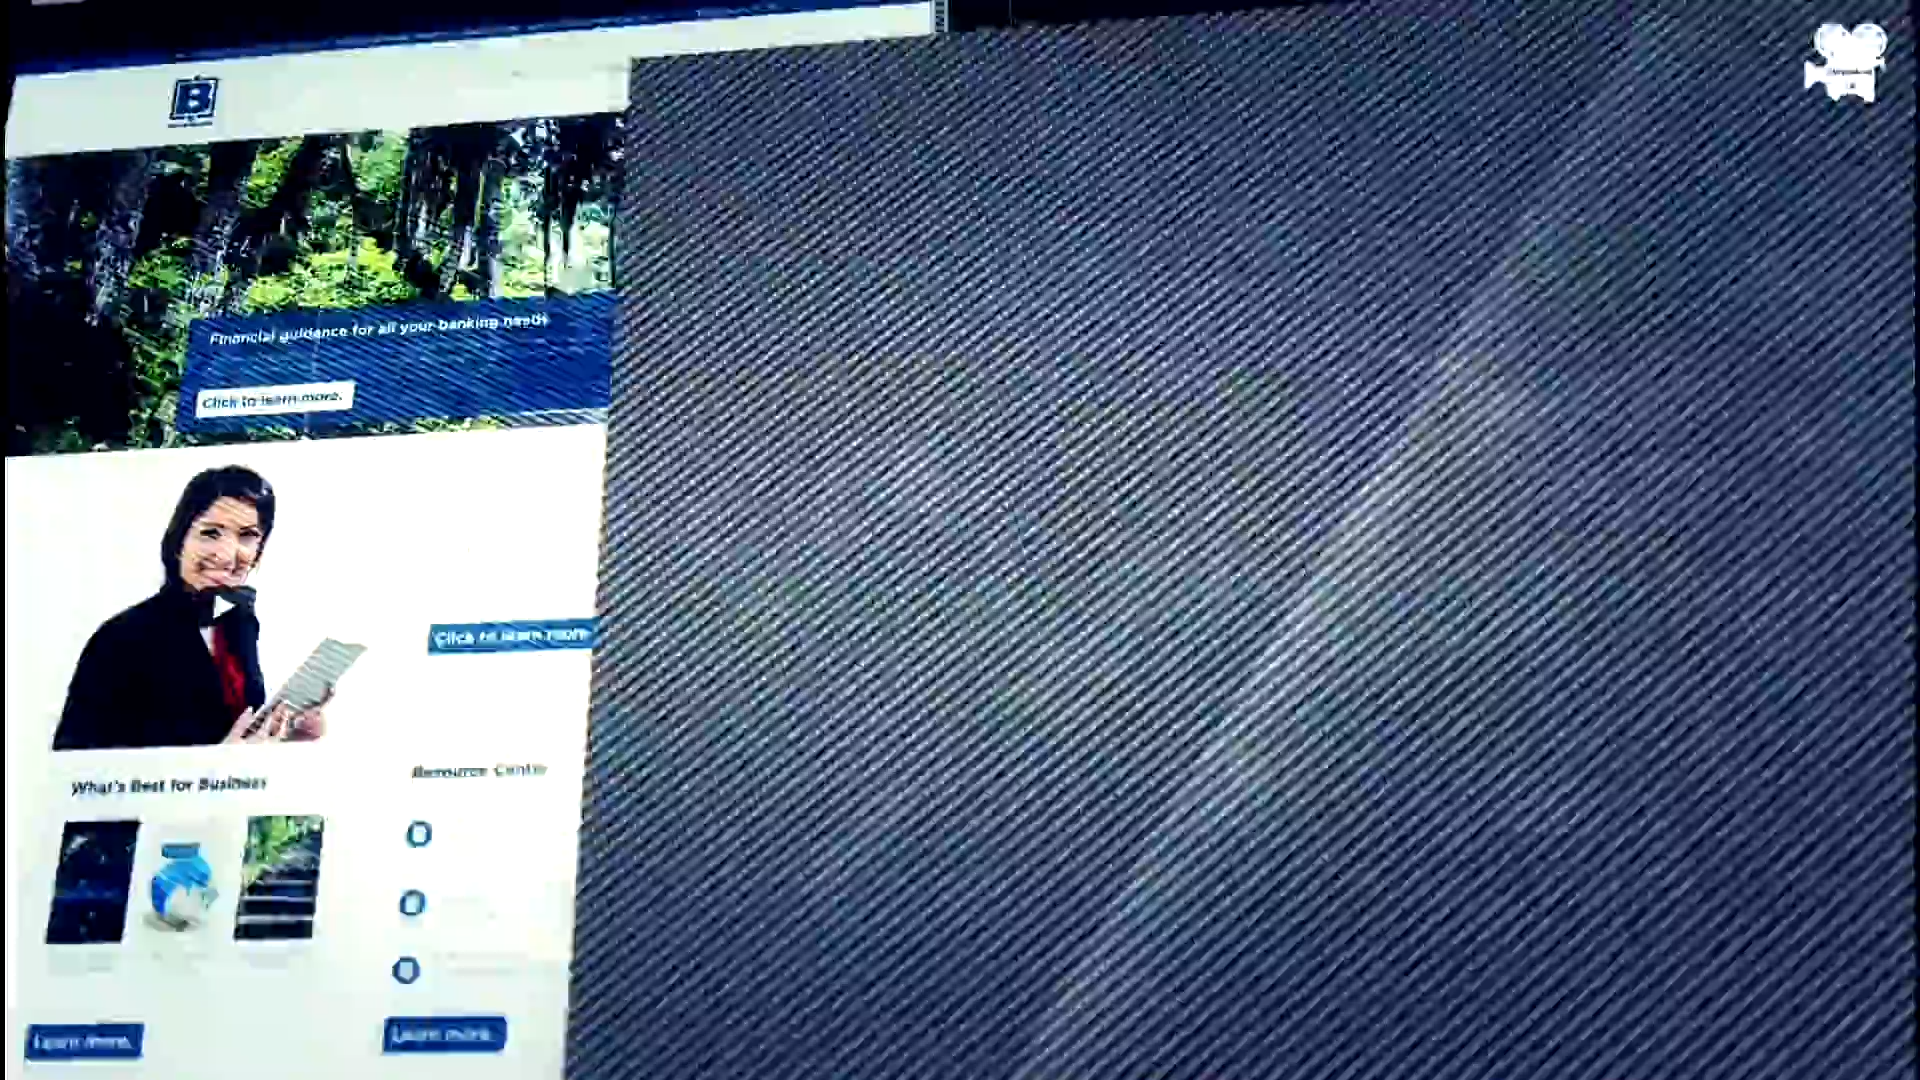 B
Financial guidance for all your banking needs
Click to learn more.
Click to learn more
What's Best for Business
Resource Center
Learn more.
Learn more.